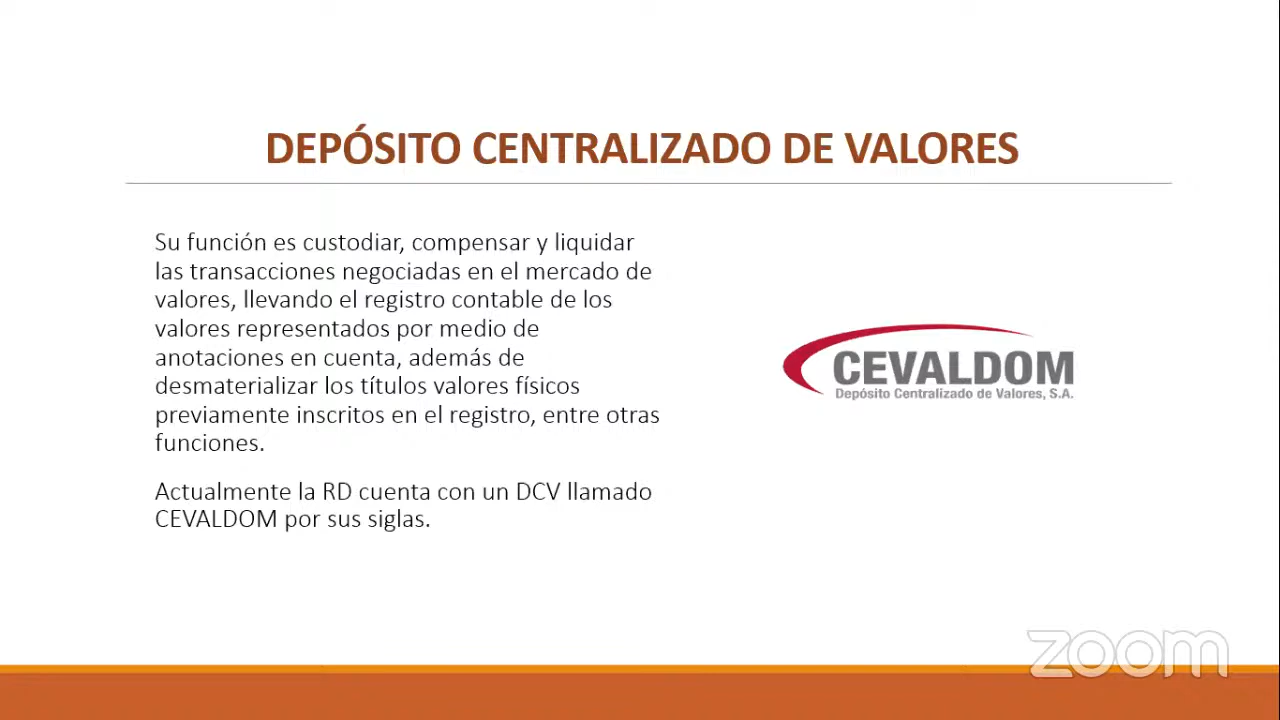 DEPÓSITO CENTRALIZADO DE VALORES
Su función es custodiar, compensar y liquidar
las transacciones negociadas en el mercado de
valores, llevando el registro contable de los
valores representados por medio de
anotaciones en cuenta, además de
desmaterializar los títulos valores físicos
previamente inscritos en el registro, entre otras
funciones.
Actualmente la RD cuenta con un DCV llamado
CEVALDOM por sus siglas.
CEVALDOM
Depósito Centralizado de Valores, S.A.
zoom